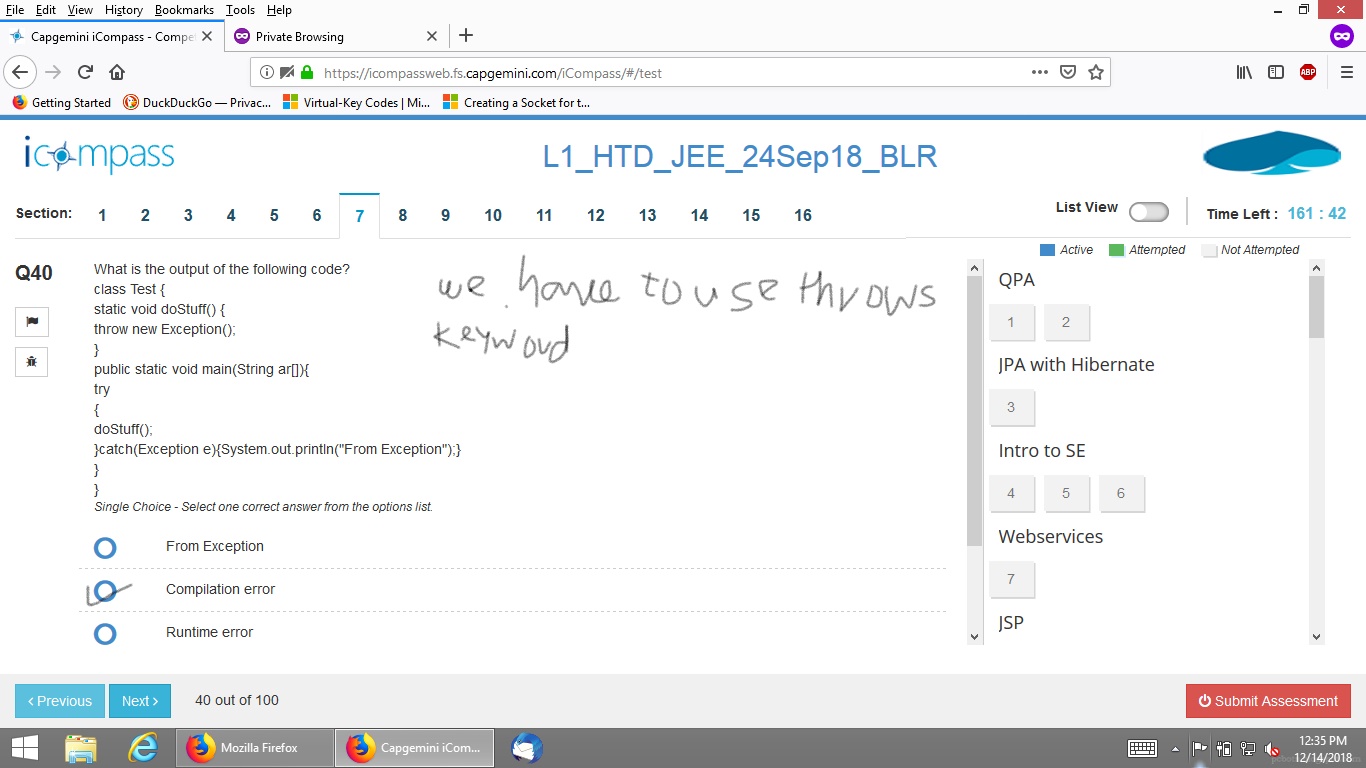 File Edit View History Bookmarks Tools Help
Capgemini iCompass - Compe
Private Browsing
https://icompassweb.fs.capgemini.com/iCompass/#/test
ABP
Getting Started DuckDuckGo — Privac... Virtual-Key Codes | Mi... Creating a Socket for t...
icompass
L1_HTD_JEE_24Sep18_BLR
Section: 1 2 3 4 5 6 7 8 9 10 11 12 13 14 15 16
List View
Time Left : 161 : 42
Active Attempted Not Attempted
Q40
What is the output of the following code?
class Test {
static void doStuff() {
throw new Exception();
}
public static void main(String ar[]){
try
{
doStuff();
}catch(Exception e){System.out.println("From Exception");}
}
}
we have to use throws
keyword
Single Choice - Select one correct answer from the options list.
From Exception
Compilation error
Runtime error
QPA
1 2
JPA with Hibernate
3
Intro to SE
4 5 6
Webservices
7
JSP
Previous Next 40 out of 100
Submit Assessment
Mozilla Firefox
Capgemini iCom...
12:35 PM
12/14/2018